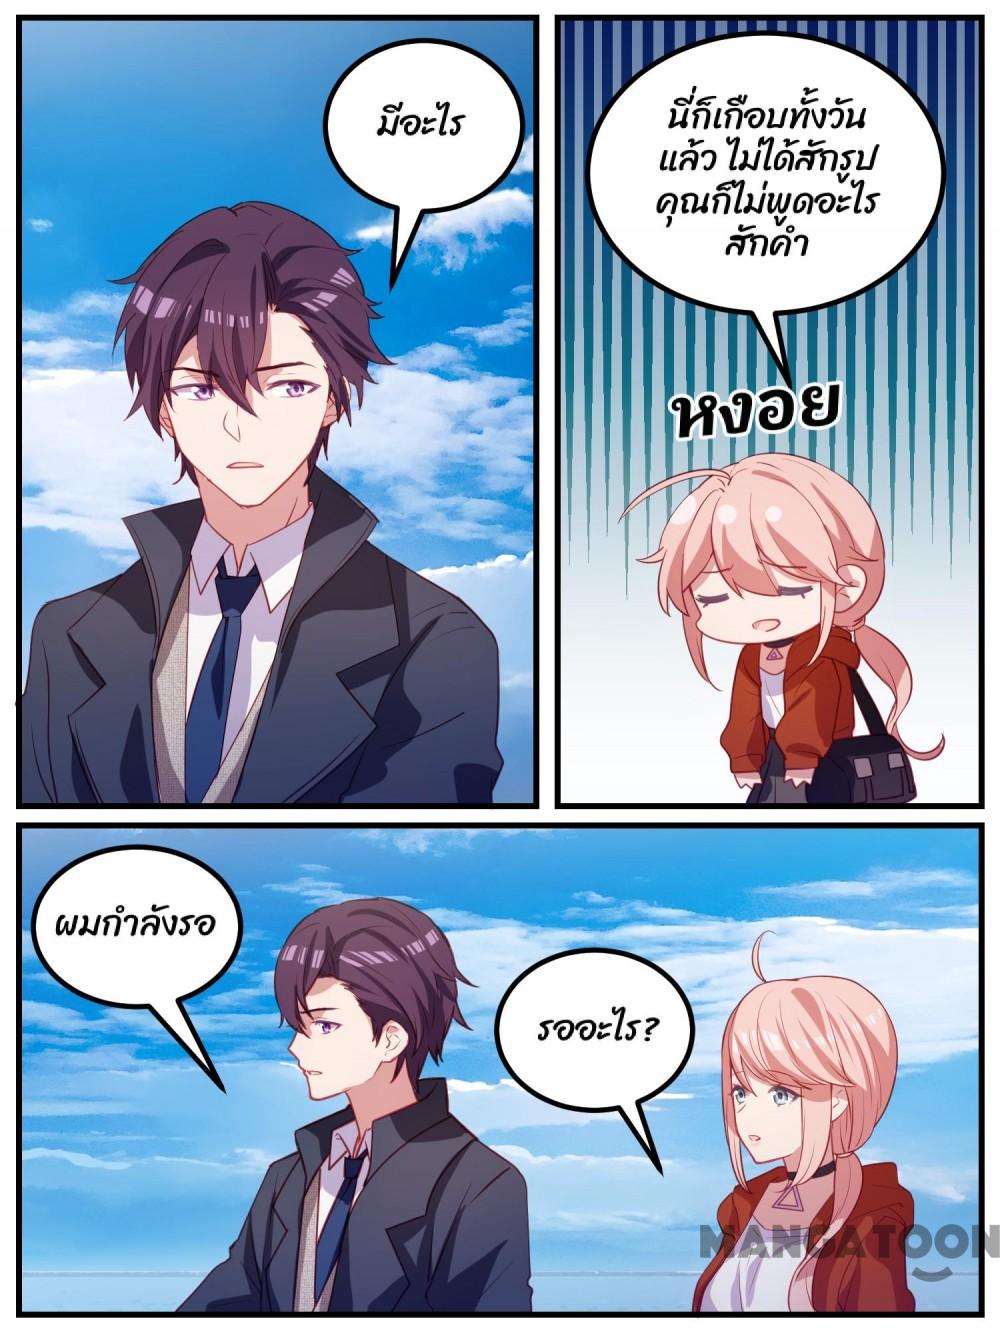 มีอะไร
นี่ก็เกือบทั้งวัน
แล้ว ไม่ได้สักรูป
คุณก็ไม่พูดอะไร
สักคำ
หงอย
ผมกำลังรอ
รออะไร?
MANGATOON